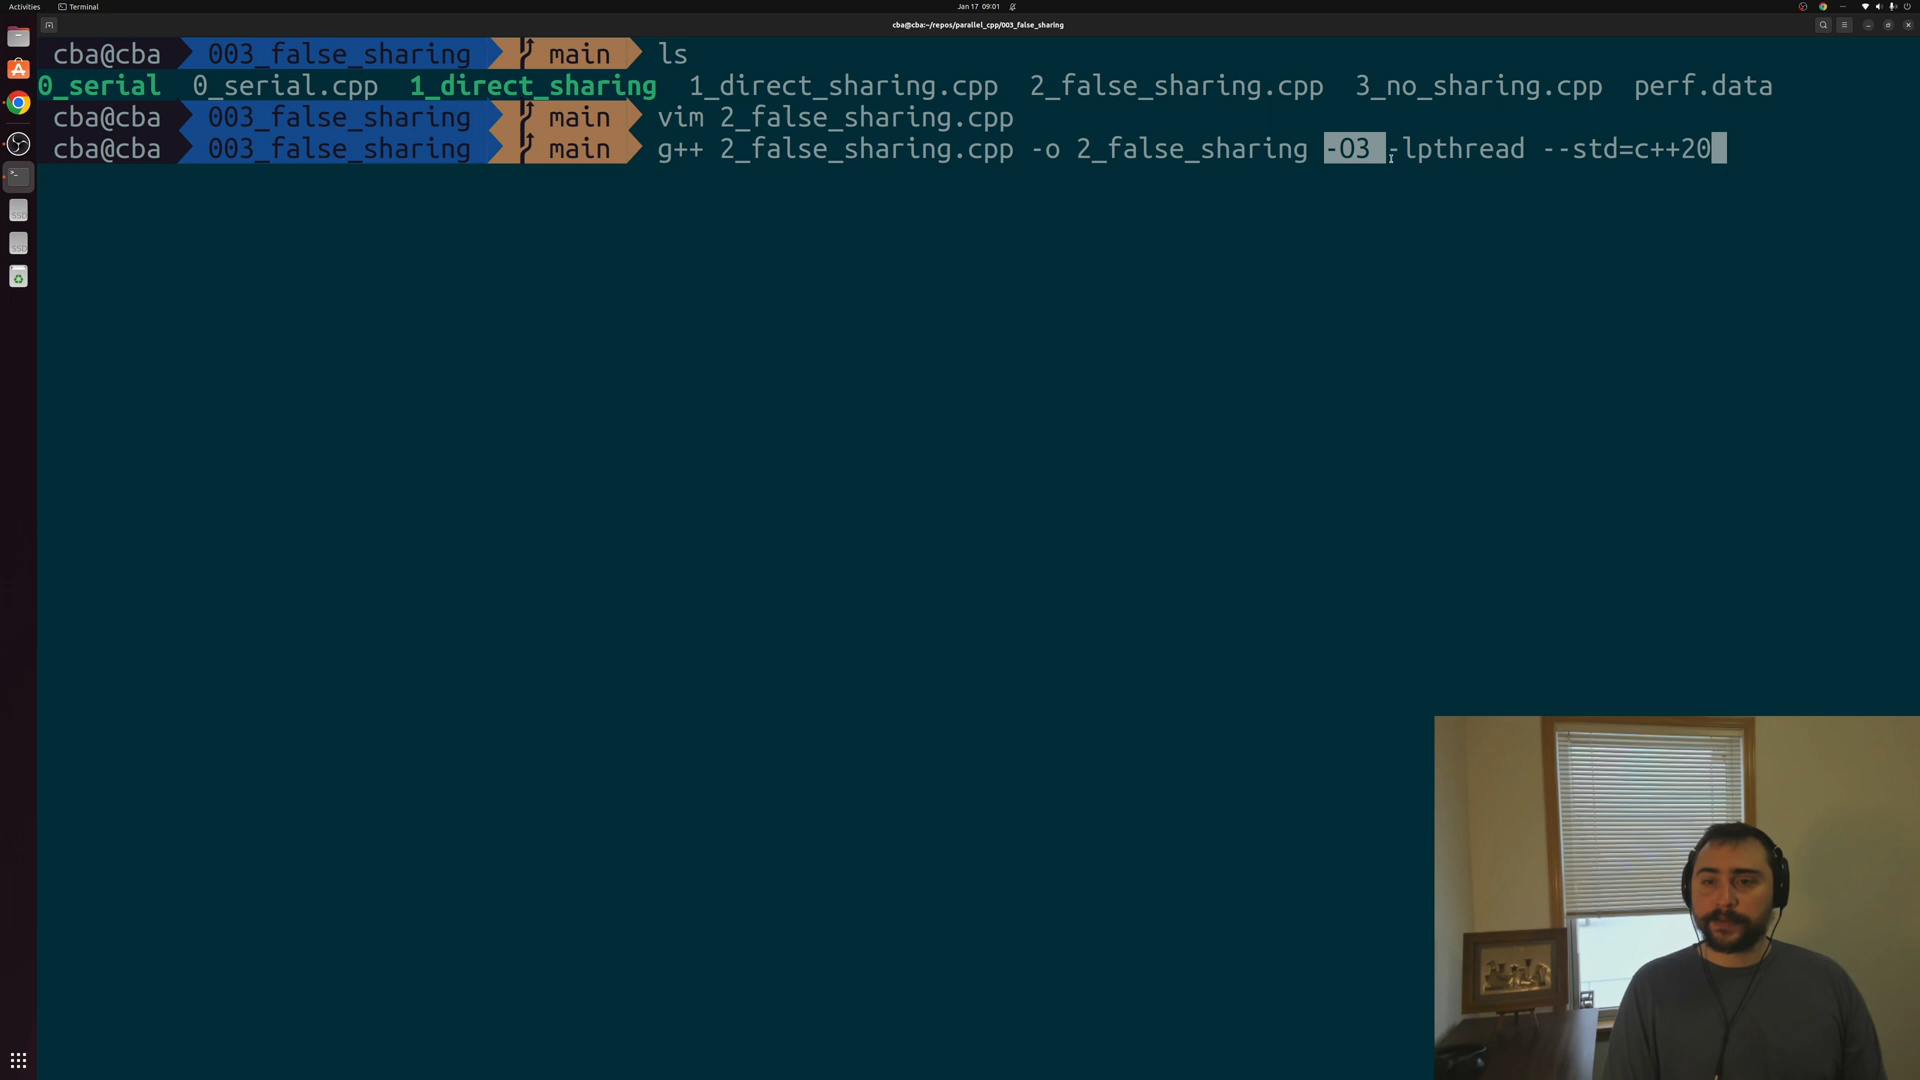 Activities Terminal Jan 17 09:01
cba@cba:~/repos/parallel_cpp/003_false_sharing
cba@cba 003_false_sharing main ls
0_serial 0_serial.cpp 1_direct_sharing 1_direct_sharing.cpp 2_false_sharing.cpp 3_no_sharing.cpp perf.data
cba@cba 003_false_sharing main vim 2_false_sharing.cpp
cba@cba 003_false_sharing main g++ 2_false_sharing.cpp -o 2_false_sharing -O3 -lpthread --std=c++20
SSD
SSD